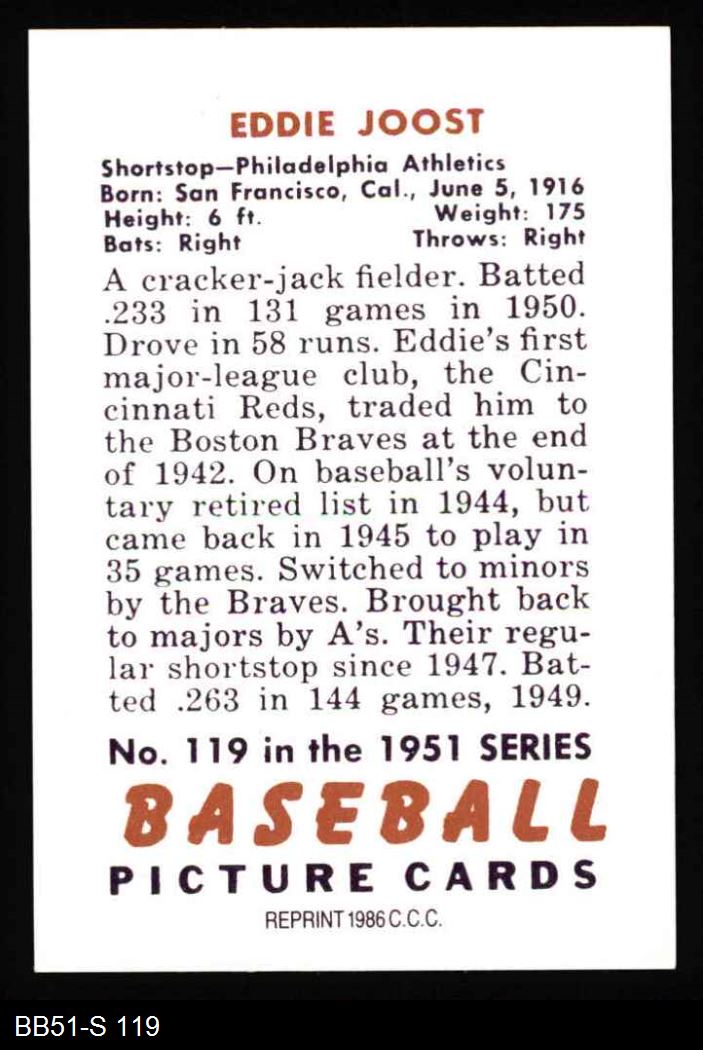 EDDIE JOOST
Shortstop—Philadelphia Athletics
Born: San Francisco, Cal., June 5, 1916
Height: 6 ft. Weight: 175
Bats: Right Throws: Right
A cracker-jack fielder. Batted
.233 in 131 games in 1950.
Drove in 58 runs. Eddie's first
major-league club, the Cin-
cinnati Reds, traded him to
the Boston Braves at the end
of 1942. On baseball's volun-
tary retired list in 1944, but
came back in 1945 to play in
35 games. Switched to minors
by the Braves. Brought back
to majors by A's. Their regu-
lar shortstop since 1947. Bat-
ted .263 in 144 games, 1949.
No. 119 in the 1951 SERIES
BASEBALL
PICTURE CARDS
REPRINT 1986 C.C.C.
BB51-S 119